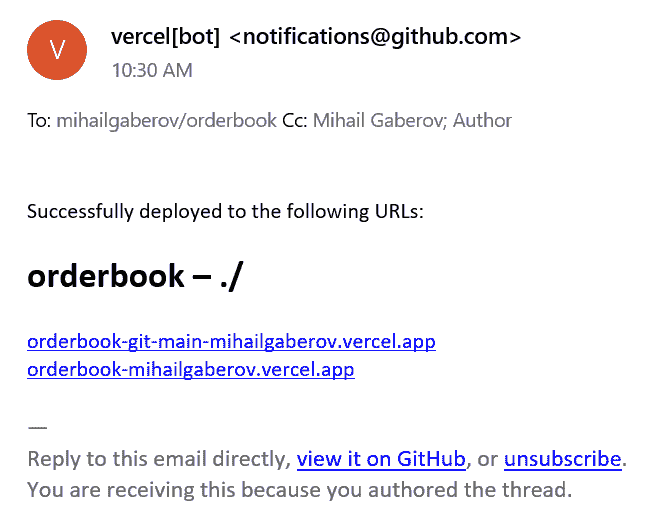 V
vercel[bot] <notifications@github.com>
10:30 AM
To: mihailgaberov/orderbook Cc: Mihail Gaberov; Author
Successfully deployed to the following URLs:
orderbook – ./
orderbook-git-main-mihailgaberov.vercel.app
orderbook-mihailgaberov.vercel.app
—
Reply to this email directly, view it on GitHub, or unsubscribe.
You are receiving this because you authored the thread.